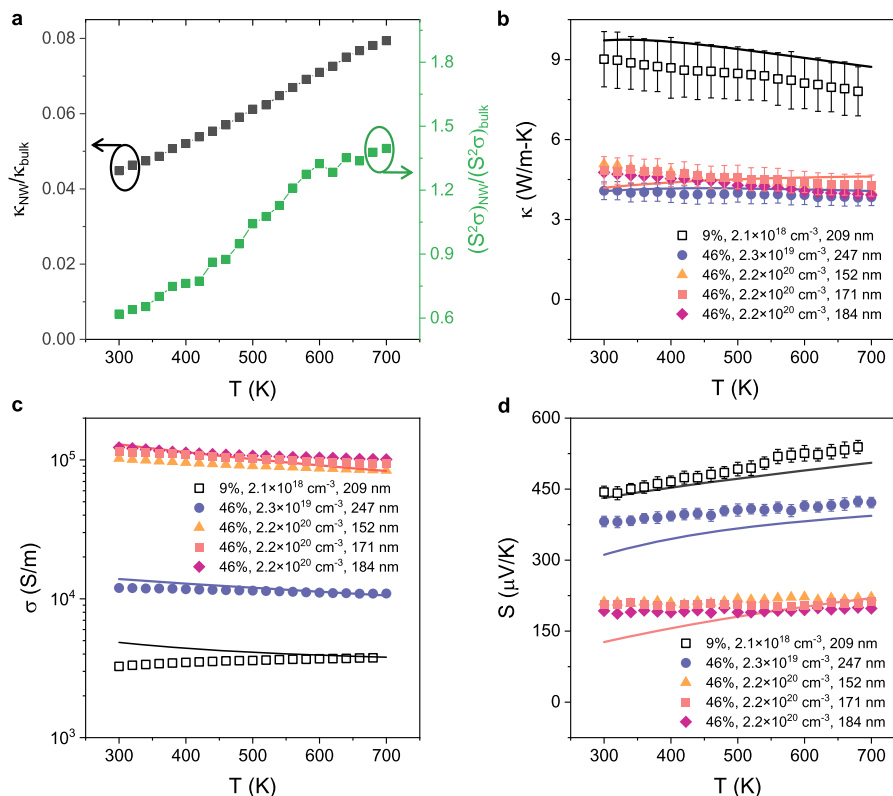 a
0.08
0.06
0.04
0.02
0.00
κNW/κbulk
1.8
1.5
1.2
0.9
0.6
(S²σ)NW/(S²σ)bulk
300 400 500 600 700
T (K)
b
9
6
3
0
κ (W/m-K)
9%, 2.1×10¹⁸ cm⁻³, 209 nm
46%, 2.3×10¹⁹ cm⁻³, 247 nm
46%, 2.2×10²⁰ cm⁻³, 152 nm
46%, 2.2×10²⁰ cm⁻³, 171 nm
46%, 2.2×10²⁰ cm⁻³, 184 nm
300 400 500 600 700
T (K)
c
10⁵
10⁴
10³
σ (S/m)
9%, 2.1×10¹⁸ cm⁻³, 209 nm
46%, 2.3×10¹⁹ cm⁻³, 247 nm
46%, 2.2×10²⁰ cm⁻³, 152 nm
46%, 2.2×10²⁰ cm⁻³, 171 nm
46%, 2.2×10²⁰ cm⁻³, 184 nm
300 400 500 600 700
T (K)
d
600
450
300
150
0
S (μV/K)
9%, 2.1×10¹⁸ cm⁻³, 209 nm
46%, 2.3×10¹⁹ cm⁻³, 247 nm
46%, 2.2×10²⁰ cm⁻³, 152 nm
46%, 2.2×10²⁰ cm⁻³, 171 nm
46%, 2.2×10²⁰ cm⁻³, 184 nm
300 400 500 600 700
T (K)